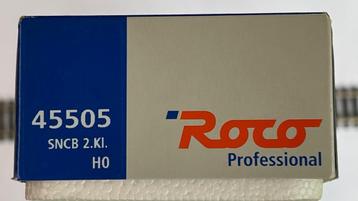 45505
SNCB 2.Kl.
H0
Roco
Professional